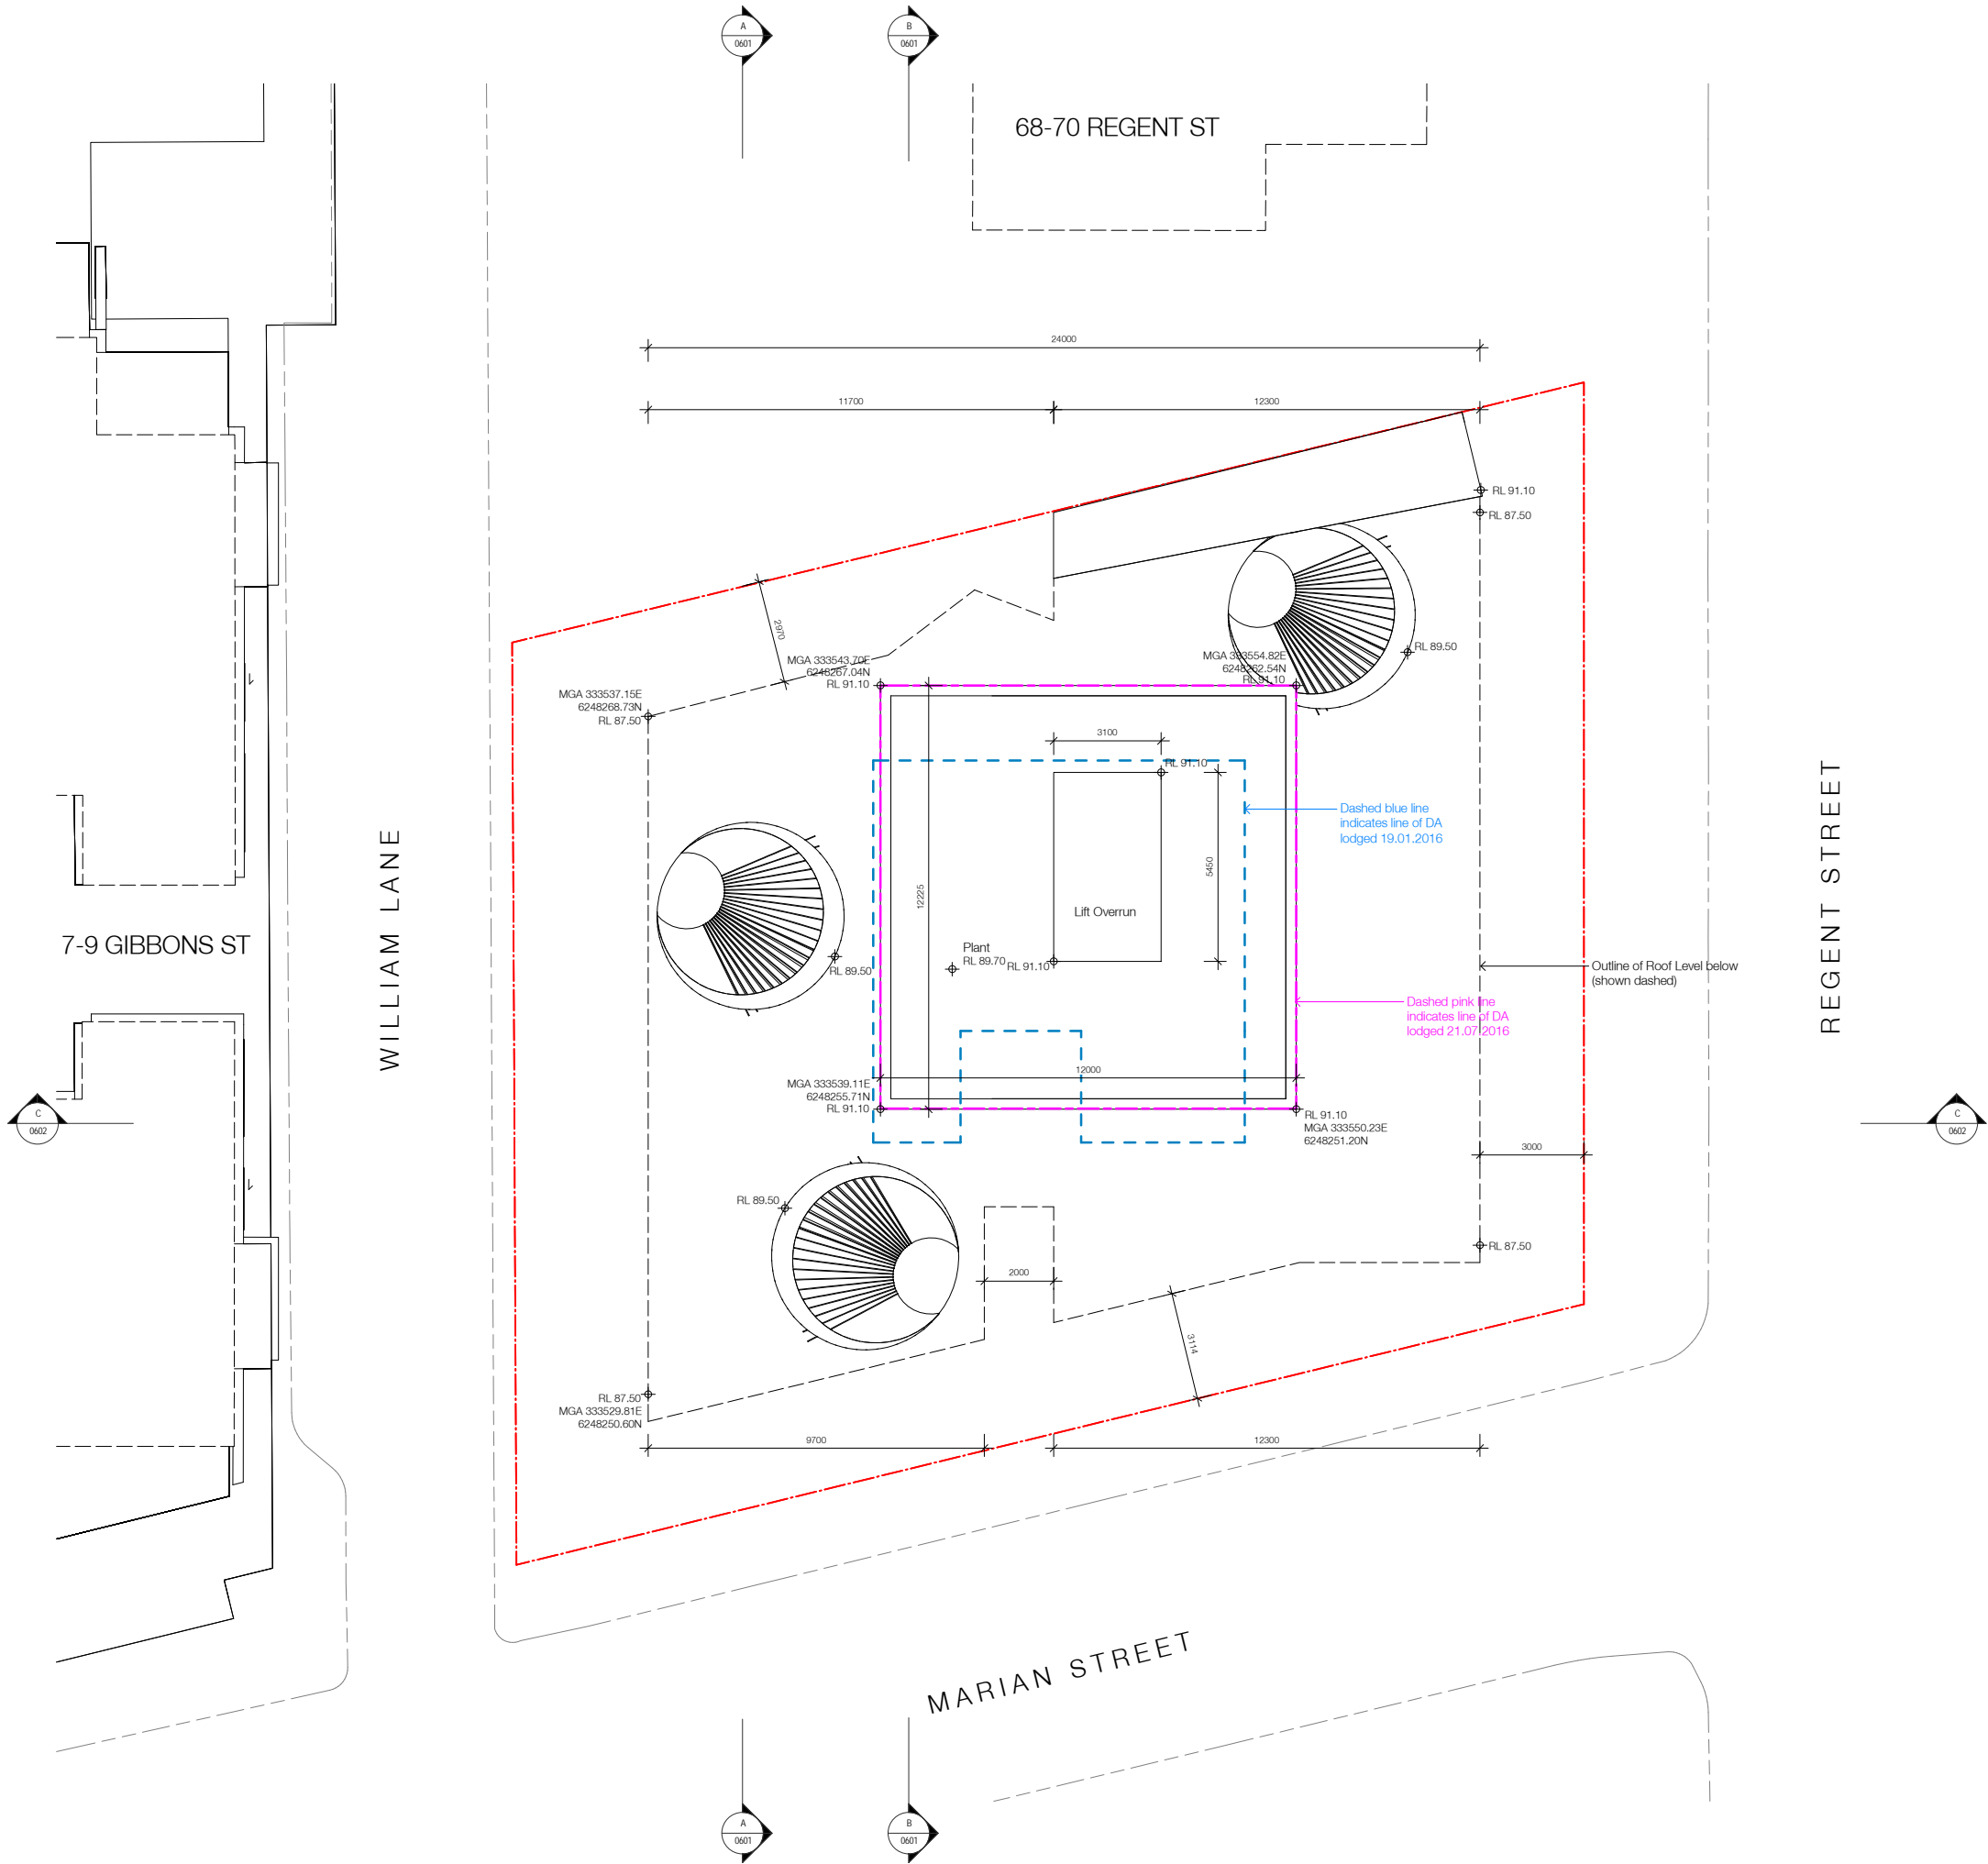 A
0601
B
0601
68-70 REGENT ST
24000
11700
12300
RL 91.10
RL 87.50
2970
MGA 333543.70E
6248267.04N
RL 91.10
MGA 333554.82E
6248262.54N
RL 91.10
RL 89.50
MGA 333537.15E
6248268.73N
RL 87.50
3100
RL 91.10
Dashed blue line
indicates line of DA
lodged 19.01.2016
5450
12225
Lift Overrun
WILLIAM LANE
REGENT STREET
7-9 GIBBONS ST
Plant
RL 89.70
RL 91.10
RL 89.50
Outline of Roof Level below
(shown dashed)
Dashed pink line
indicates line of DA
lodged 21.07.2016
12000
MGA 333539.11E
6248255.71N
RL 91.10
RL 91.10
MGA 333550.23E
6248251.20N
C
0602
C
0602
3000
RL 89.50
RL 87.50
2000
3114
RL 87.50
MGA 333529.81E
6248250.60N
9700
12300
MARIAN STREET
A
0601
B
0601